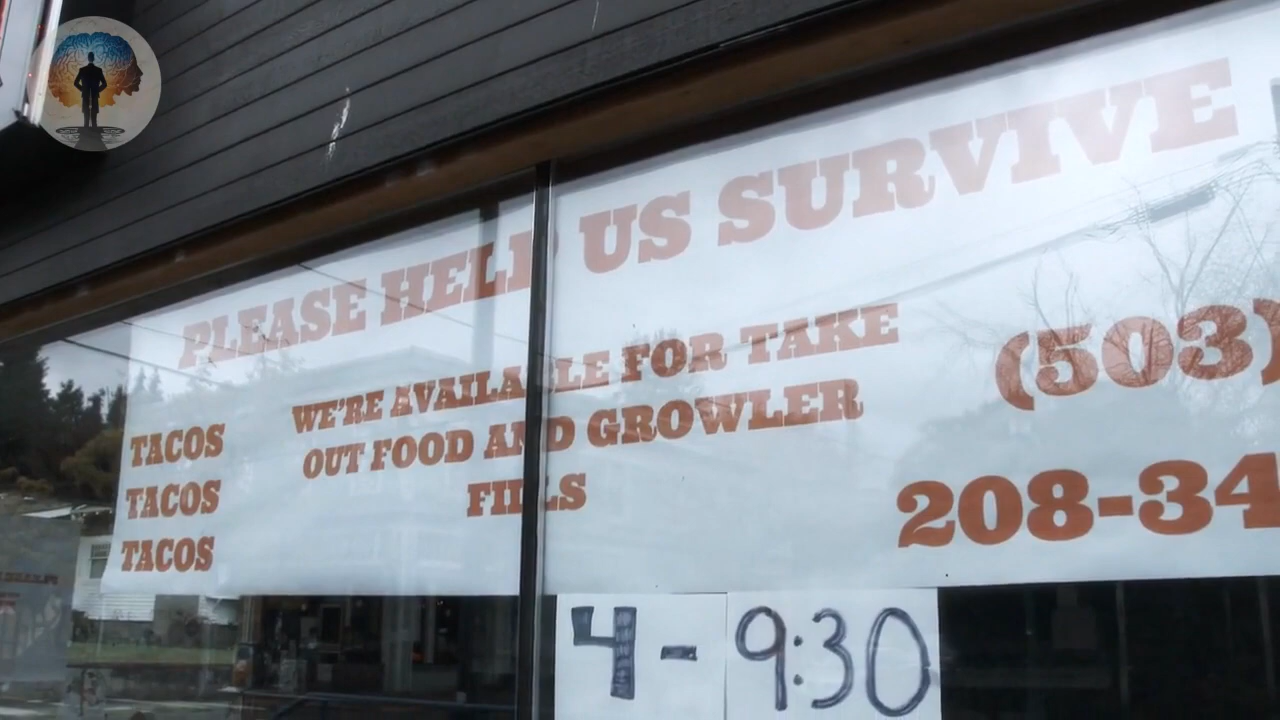 PLEASE HELP US SURVIVE
WE'RE AVAILABLE FOR TAKE
OUT FOOD AND GROWLER
FILLS
TACOS
TACOS
TACOS
(503)
208-34
4 - 9:30